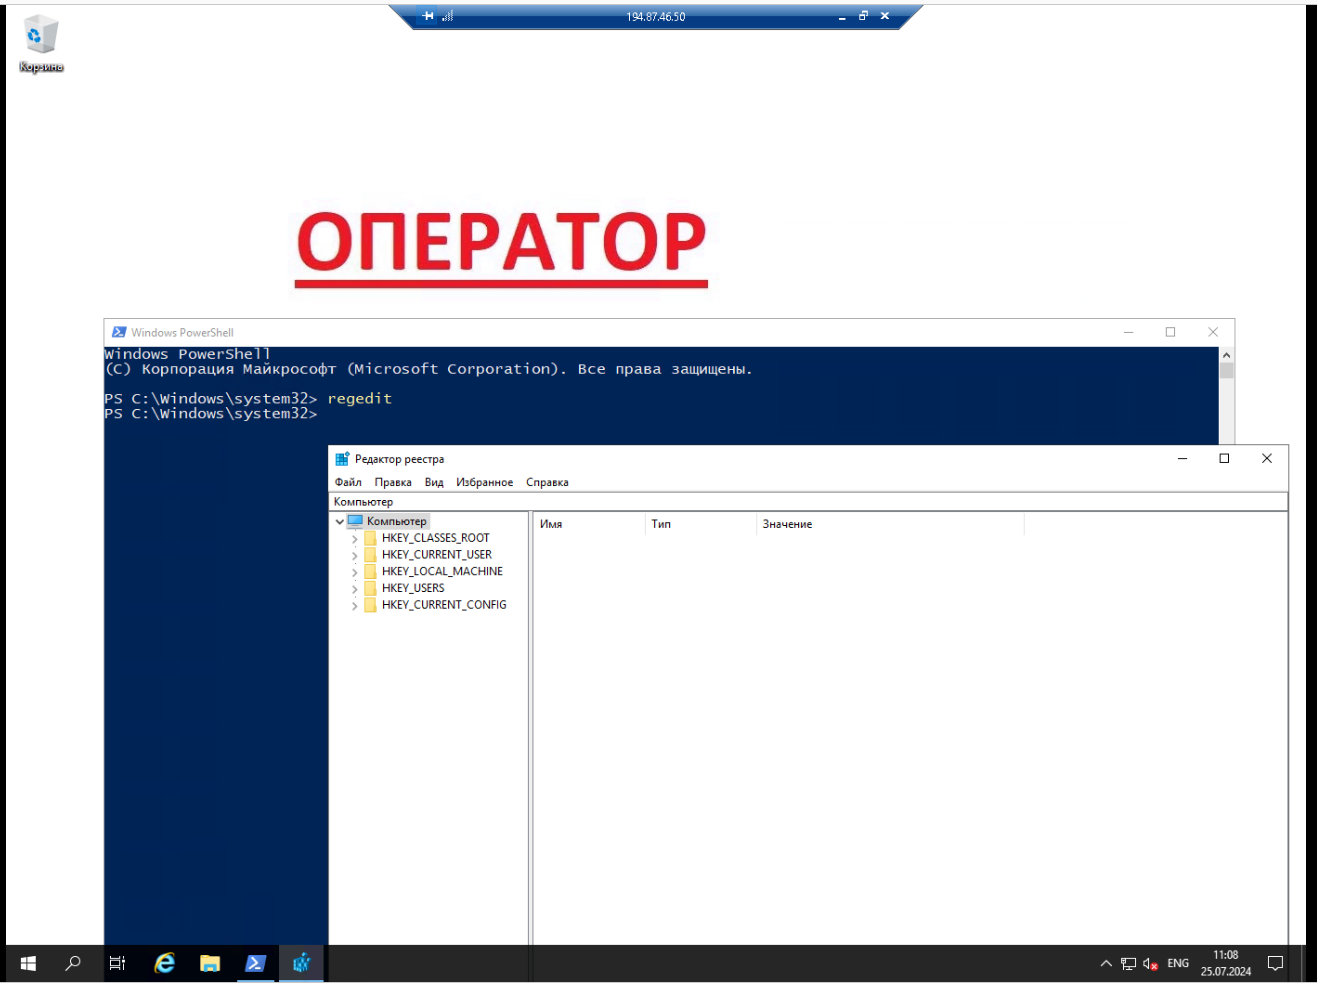 194.87.46.50
Корзина
ОПЕРАТОР
Windows PowerShell
Windows PowerShell
(C) Корпорация Майкрософт (Microsoft Corporation). Все права защищены.
PS C:\Windows\system32> regedit
PS C:\Windows\system32>
Редактор реестра
Файл Правка Вид Избранное Справка
Компьютер
Компьютер
HKEY_CLASSES_ROOT
HKEY_CURRENT_USER
HKEY_LOCAL_MACHINE
HKEY_USERS
HKEY_CURRENT_CONFIG
Имя Тип Значение
ENG
11:08
25.07.2024